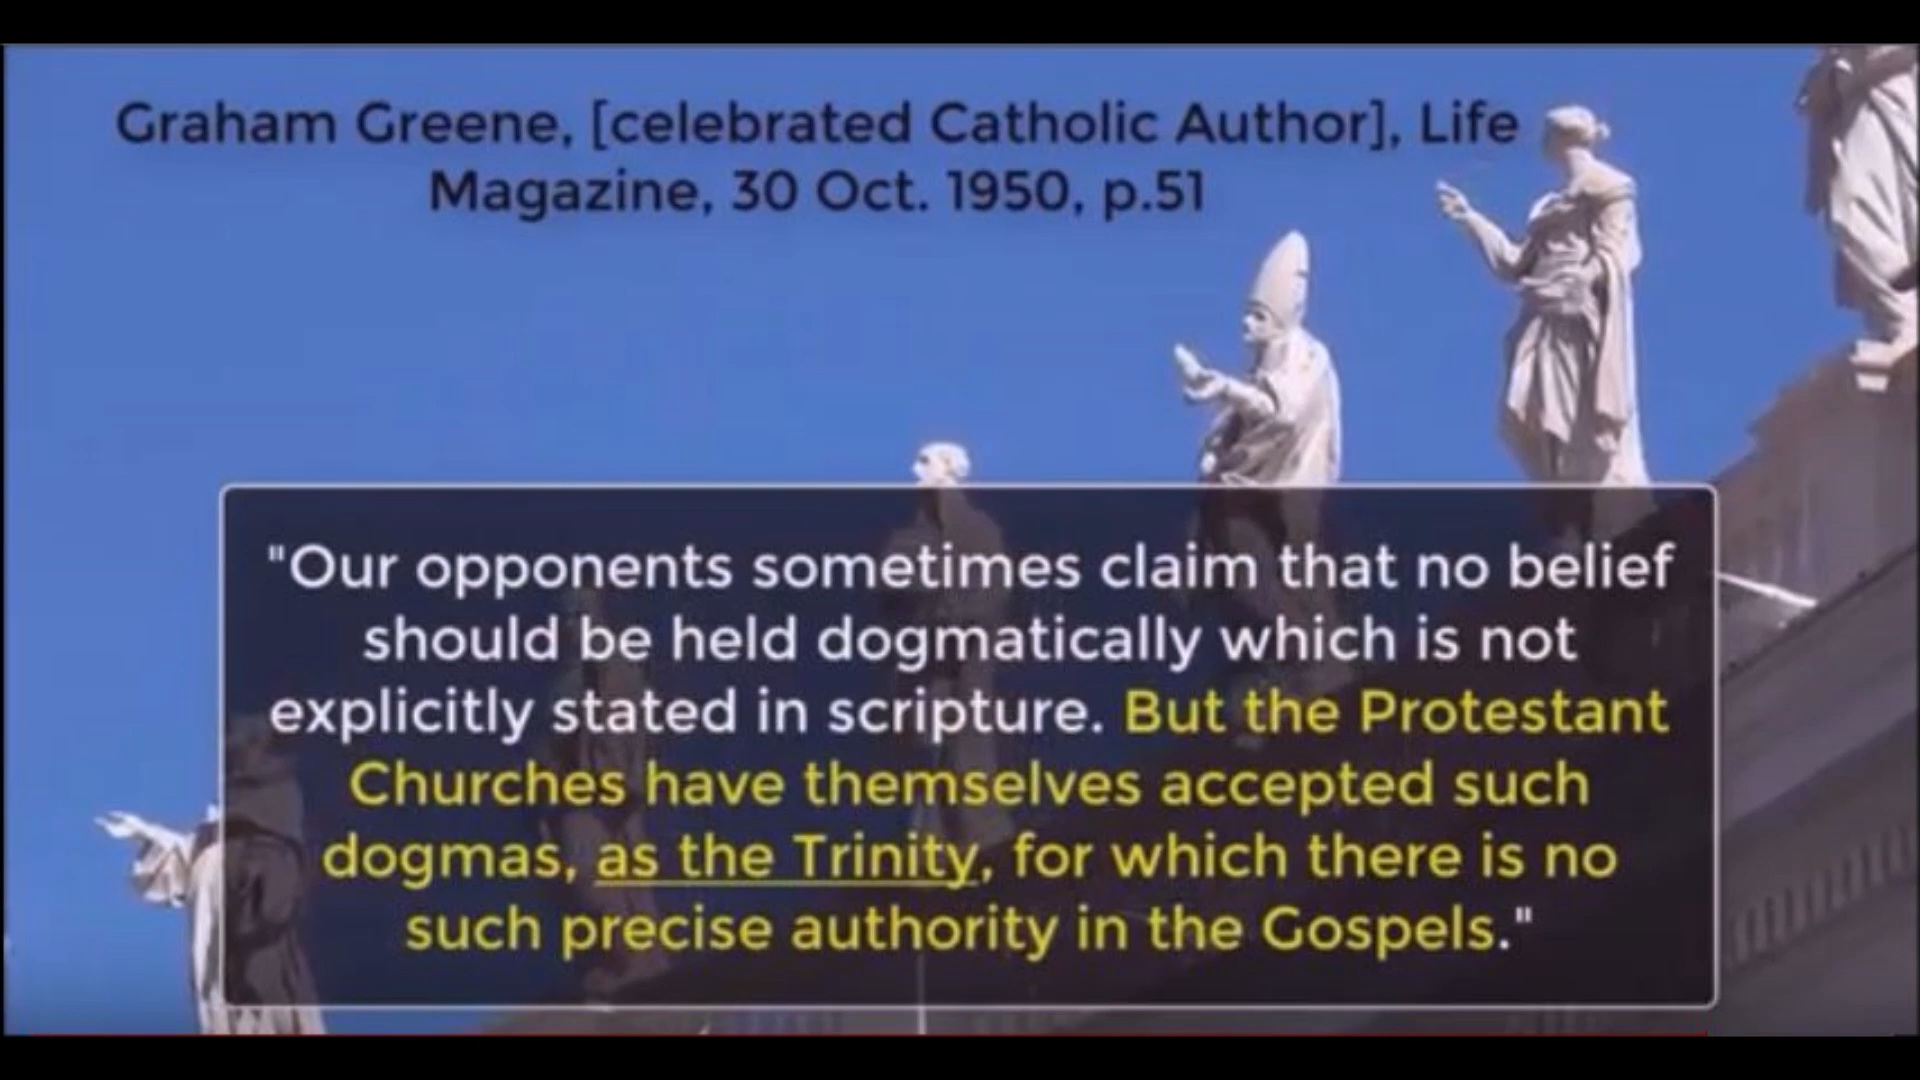 Graham Greene, [celebrated Catholic Author], Life
Magazine, 30 Oct. 1950, p.51
"Our opponents sometimes claim that no belief
should be held dogmatically which is not
explicitly stated in scripture. But the Protestant
Churches have themselves accepted such
dogmas, as the Trinity, for which there is no
such precise authority in the Gospels."